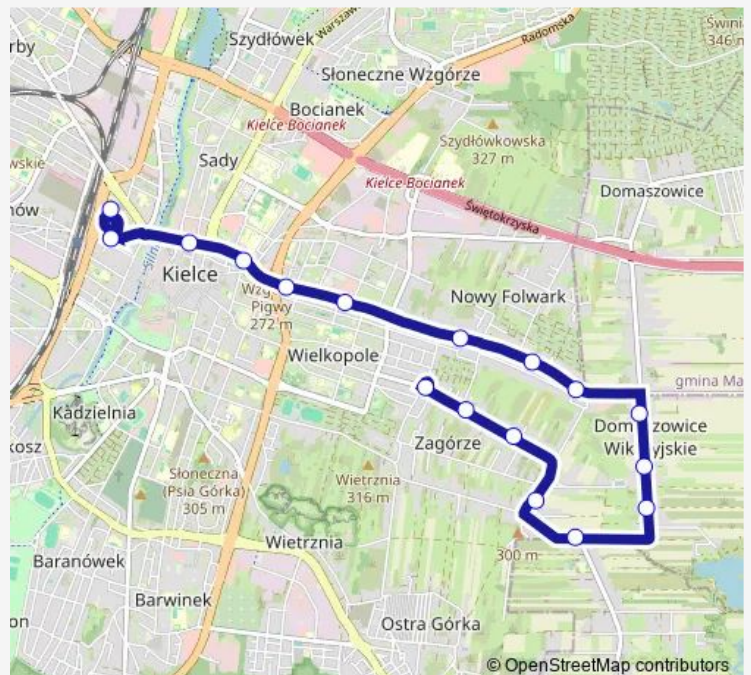 rby
Szydłówek
Warszaw
Radomska
Świni
346 m
Słoneczne Wzgórze
Bocianek
Kielce Bocianek
Szydłówkowska
327 m
Sady
wskie
Kielce Bocianek
Domaszowice
nów
Świętokrzyska
Silni
Kielce
Wzg
Pigwy
272 m
Nowy Folwark
Wielkopole
gmina Ma
Kadzielnia
Dom szowice
Wik yjskie
kosz
Zagórze
Słoneczna
(Psia Górka)
305 m
Wietrznia
316 m
Wietrznia
300 m
Baranówek
Barwinek
on
Ostra Górka
© OpenStreetMap contributors